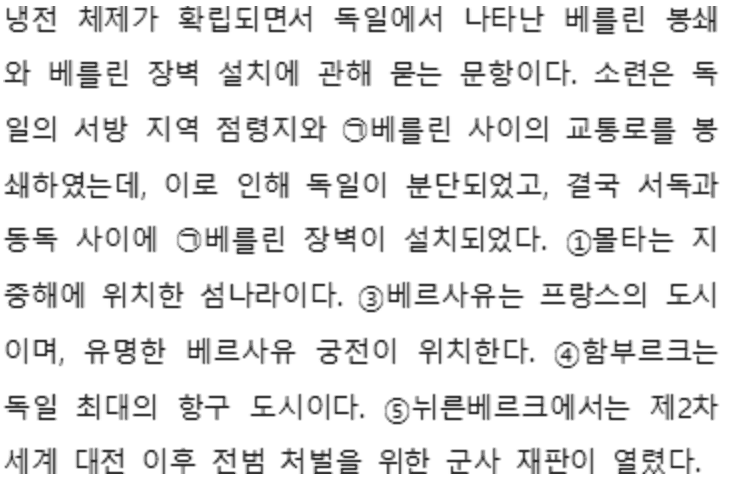 냉전 체제가 확립되면서 독일에서 나타난 베를린 봉쇄
와 베를린 장벽 설치에 관해 묻는 문항이다. 소련은 독
일의 서방 지역 점령지와 ㉠베를린 사이의 교통로를 봉
쇄하였는데, 이로 인해 독일이 분단되었고, 결국 서독과
동독 사이에 ㉠베를린 장벽이 설치되었다. ①몰타는 지
중해에 위치한 섬나라이다. ③베르사유는 프랑스의 도시
이며, 유명한 베르사유 궁전이 위치한다. ④함부르크는
독일 최대의 항구 도시이다. ⑤뉘른베르크에서는 제2차
세계 대전 이후 전범 처벌을 위한 군사 재판이 열렸다.